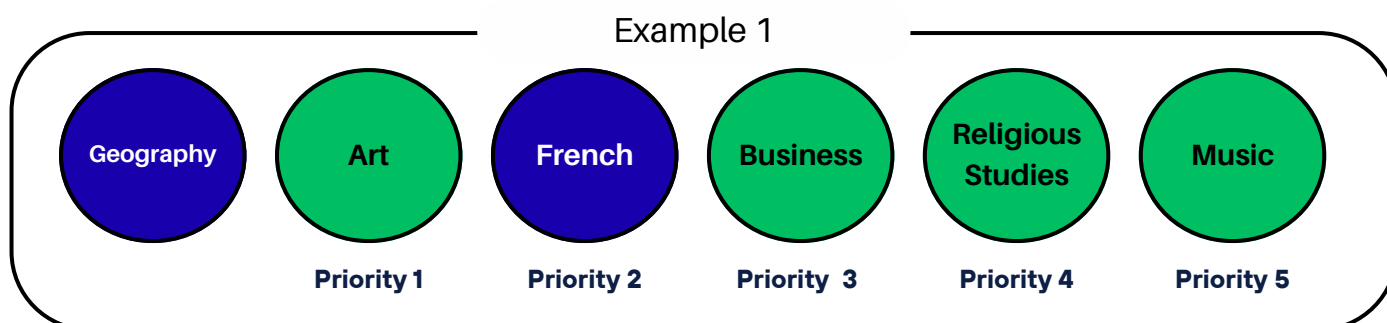 Example 1
Geography
Art
French
Business
Religious
Studies
Music
Priority 1
Priority 2
Priority  3
Priority 4
Priority 5